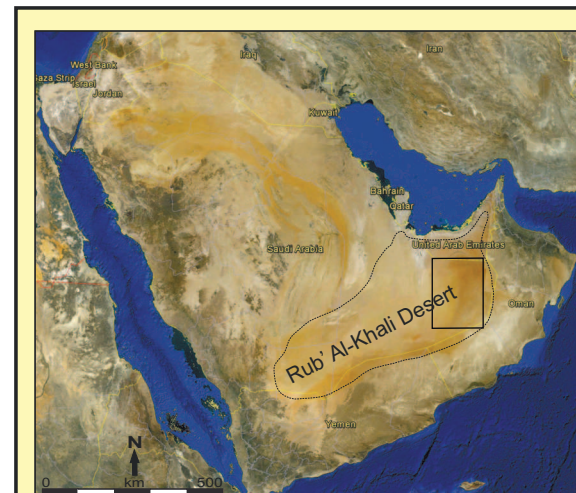 Iraq
Iran
West Bank
Gaza Strip
Israel
Jordan
Kuwait
Bahrain
Qatar
United Arab Emirates
Saudi Arabia
Oman
Rub' Al-Khali Desert
Yemen
N
0 km 500